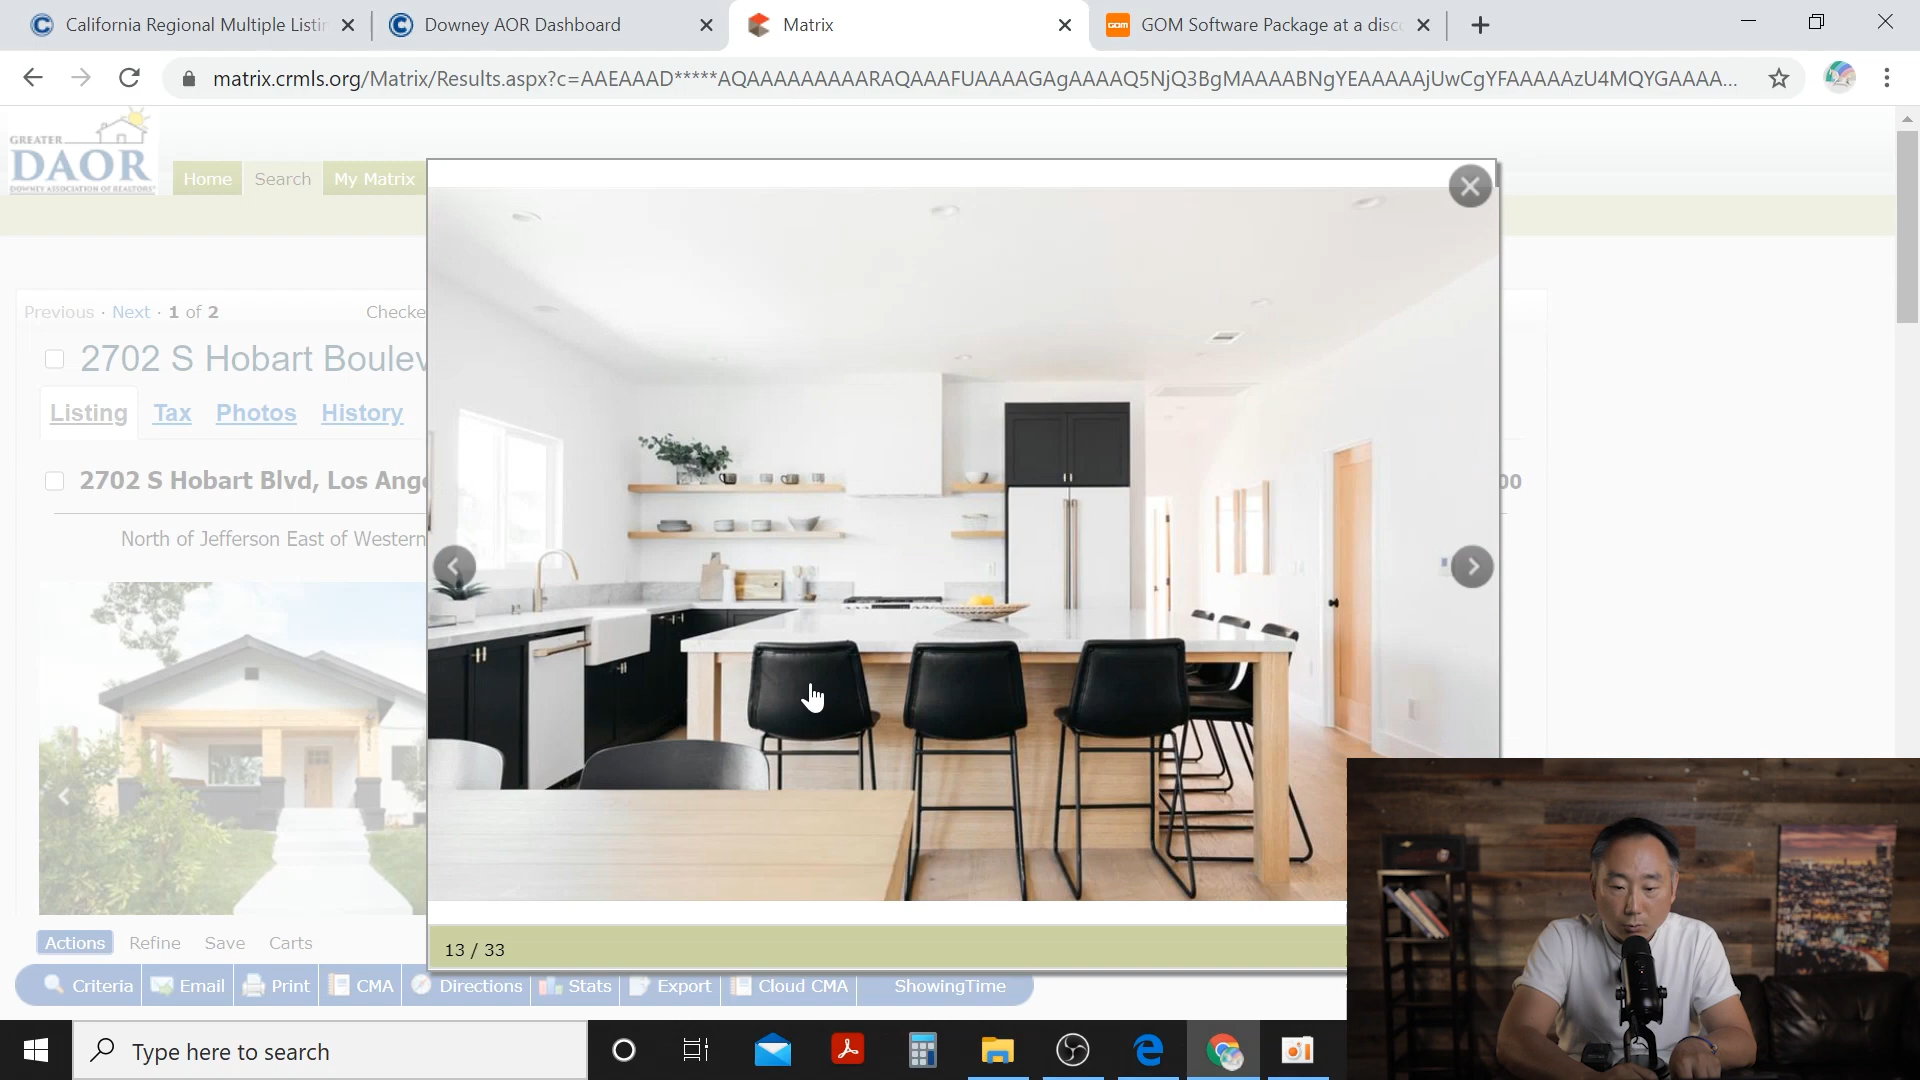 California Regional Multiple Listin
Downey AOR Dashboard
Matrix
GOM
GOM Software Package at a disc
matrix.crmls.org/Matrix/Results.aspx?c=AAEAAAD*****AQAAAAAAAAARAQAAAFUAAAAGAgAAAAQ5NjQ3BgMAAAABNgYEAAAAAjUwCgYFAAAAAzU4MQYGAAAA...
GREATER
DAOR
DOWNEY ASSOCIATION OF REALTORS
Home
Search
My Matrix
Previous · Next · 1 of 2
Checke
2702 S Hobart Boulev
Listing Tax Photos History
2702 S Hobart Blvd, Los Ange
00
North of Jefferson East of Western
13 / 33
Actions Refine Save Carts
Criteria Email Print CMA Directions Stats Export Cloud CMA ShowingTime
Type here to search